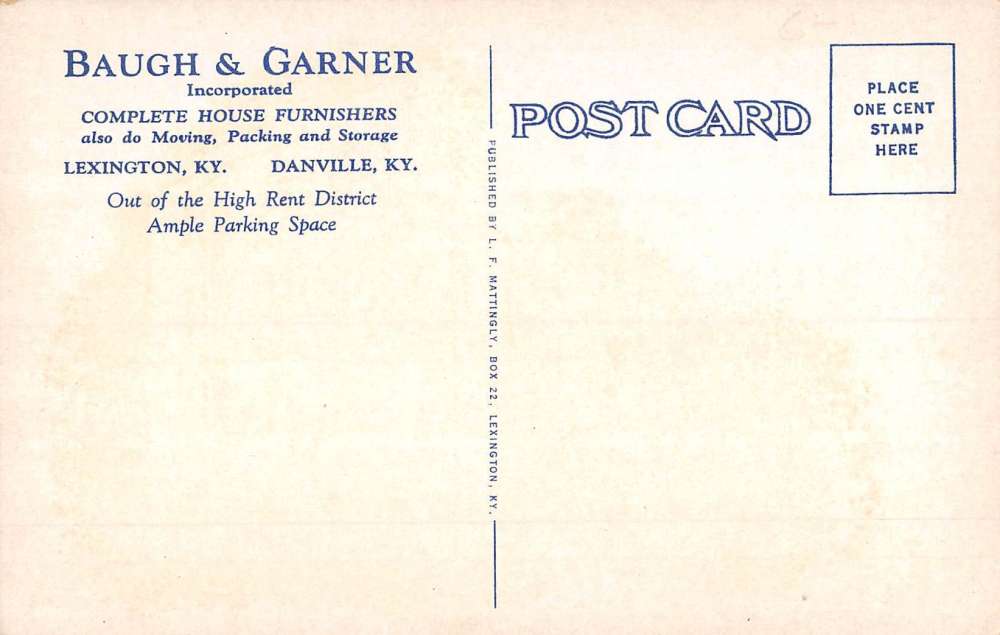 BAUGH & GARNER
Incorporated
COMPLETE HOUSE FURNISHERS
also do Moving, Packing and Storage
LEXINGTON, KY. DANVILLE, KY.
Out of the High Rent District
Ample Parking Space
PUBLISHED BY L. F. MATTINGLY, BOX 22, LEXINGTON, KY.
POST CARD
PLACE
ONE CENT
STAMP
HERE